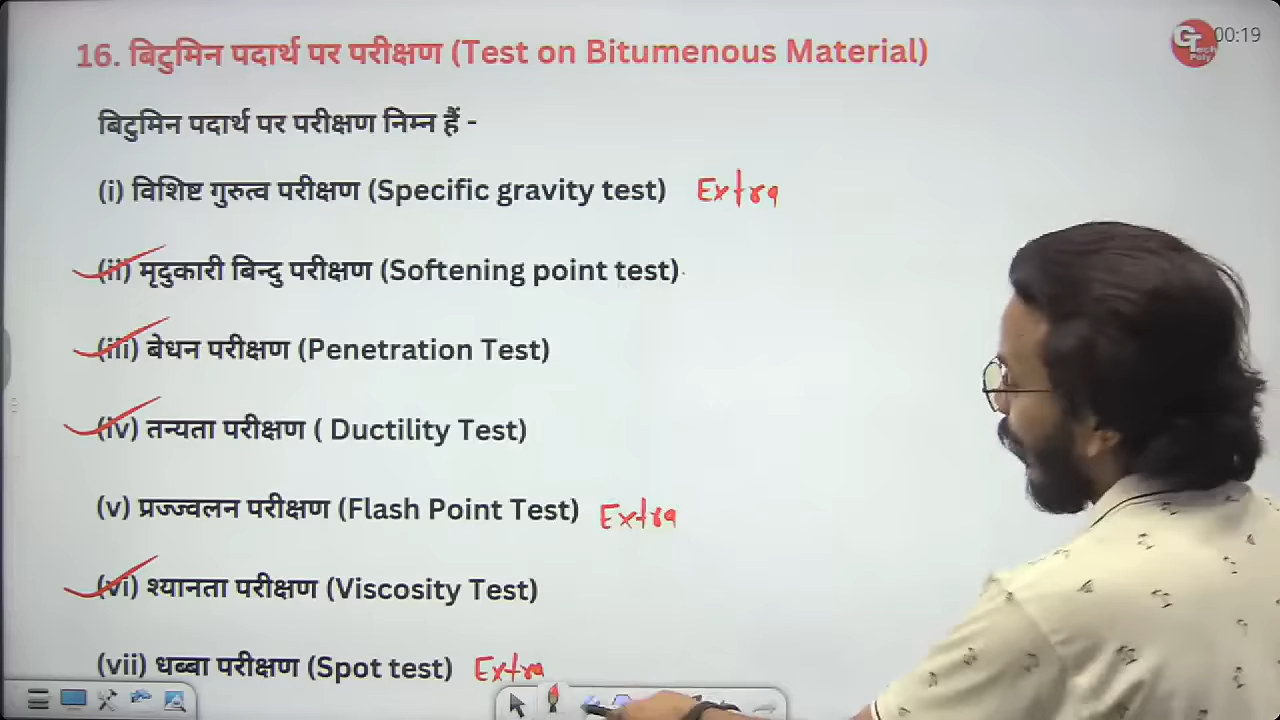 16. बिटुमिन पदार्थ पर परीक्षण (Test on Bitumenous Material)
GTech Poly 00:19
बिटुमिन पदार्थ पर परीक्षण निम्न हैं -
(i) विशिष्ट गुरुत्व परीक्षण (Specific gravity test) Extra
(ii) मृदुकारी बिन्दु परीक्षण (Softening point test)
(iii) बेधन परीक्षण (Penetration Test)
(iv) तन्यता परीक्षण ( Ductility Test)
(v) प्रज्ज्वलन परीक्षण (Flash Point Test) Extra
(vi) श्यानता परीक्षण (Viscosity Test)
(vii) धब्बा परीक्षण (Spot test) Extra